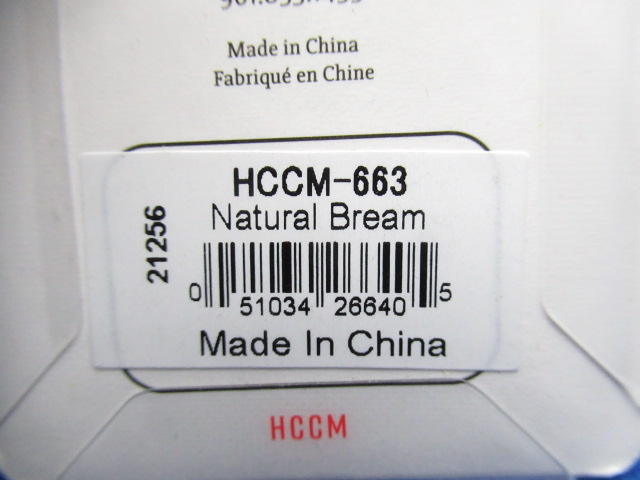 Made in China
Fabriqué en Chine
HCCM-663
Natural Bream
21256
0 51034 26640 5
Made In China
HCCM